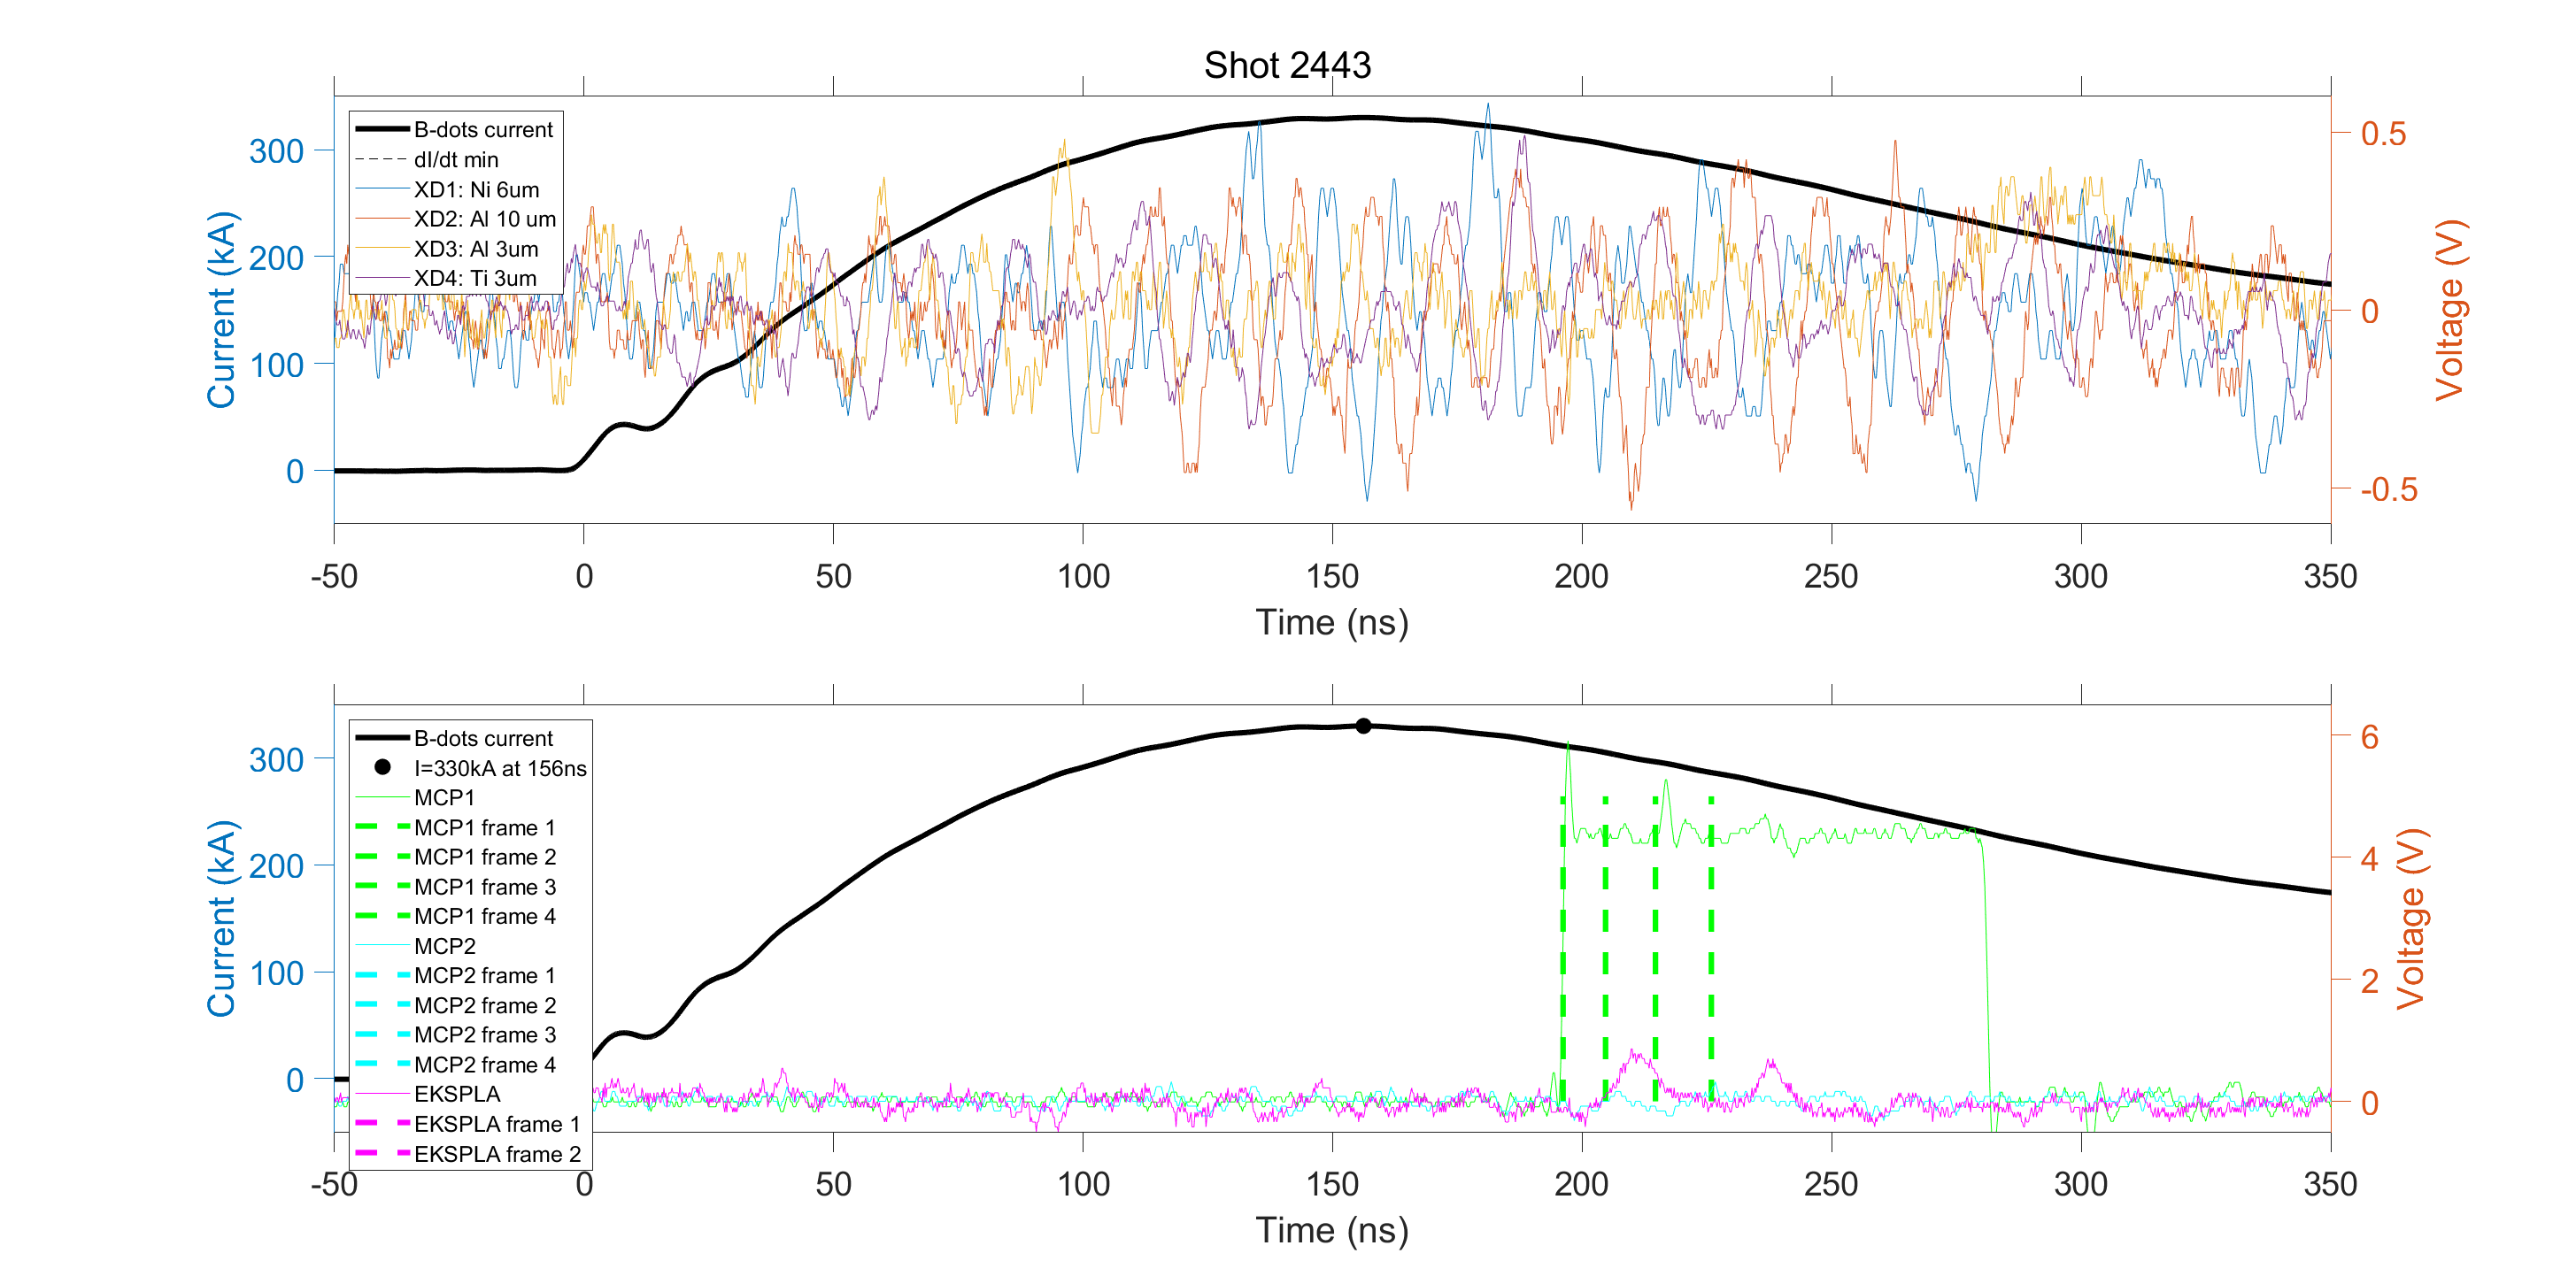 Shot 2443
B-dots current
dI/dt min
XD1: Ni 6um
XD2: Al 10 um
XD3: Al 3um
XD4: Ti 3um
300
200
100
0
Current (kA)
0.5
0
-0.5
Voltage (V)
-50 0 50 100 150 200 250 300 350
Time (ns)
B-dots current
I=330kA at 156ns
MCP1
MCP1 frame 1
MCP1 frame 2
MCP1 frame 3
MCP1 frame 4
MCP2
MCP2 frame 1
MCP2 frame 2
MCP2 frame 3
MCP2 frame 4
EKSPLA
EKSPLA frame 1
EKSPLA frame 2
300
200
100
0
Current (kA)
6
4
2
0
Voltage (V)
-50 0 50 100 150 200 250 300 350
Time (ns)